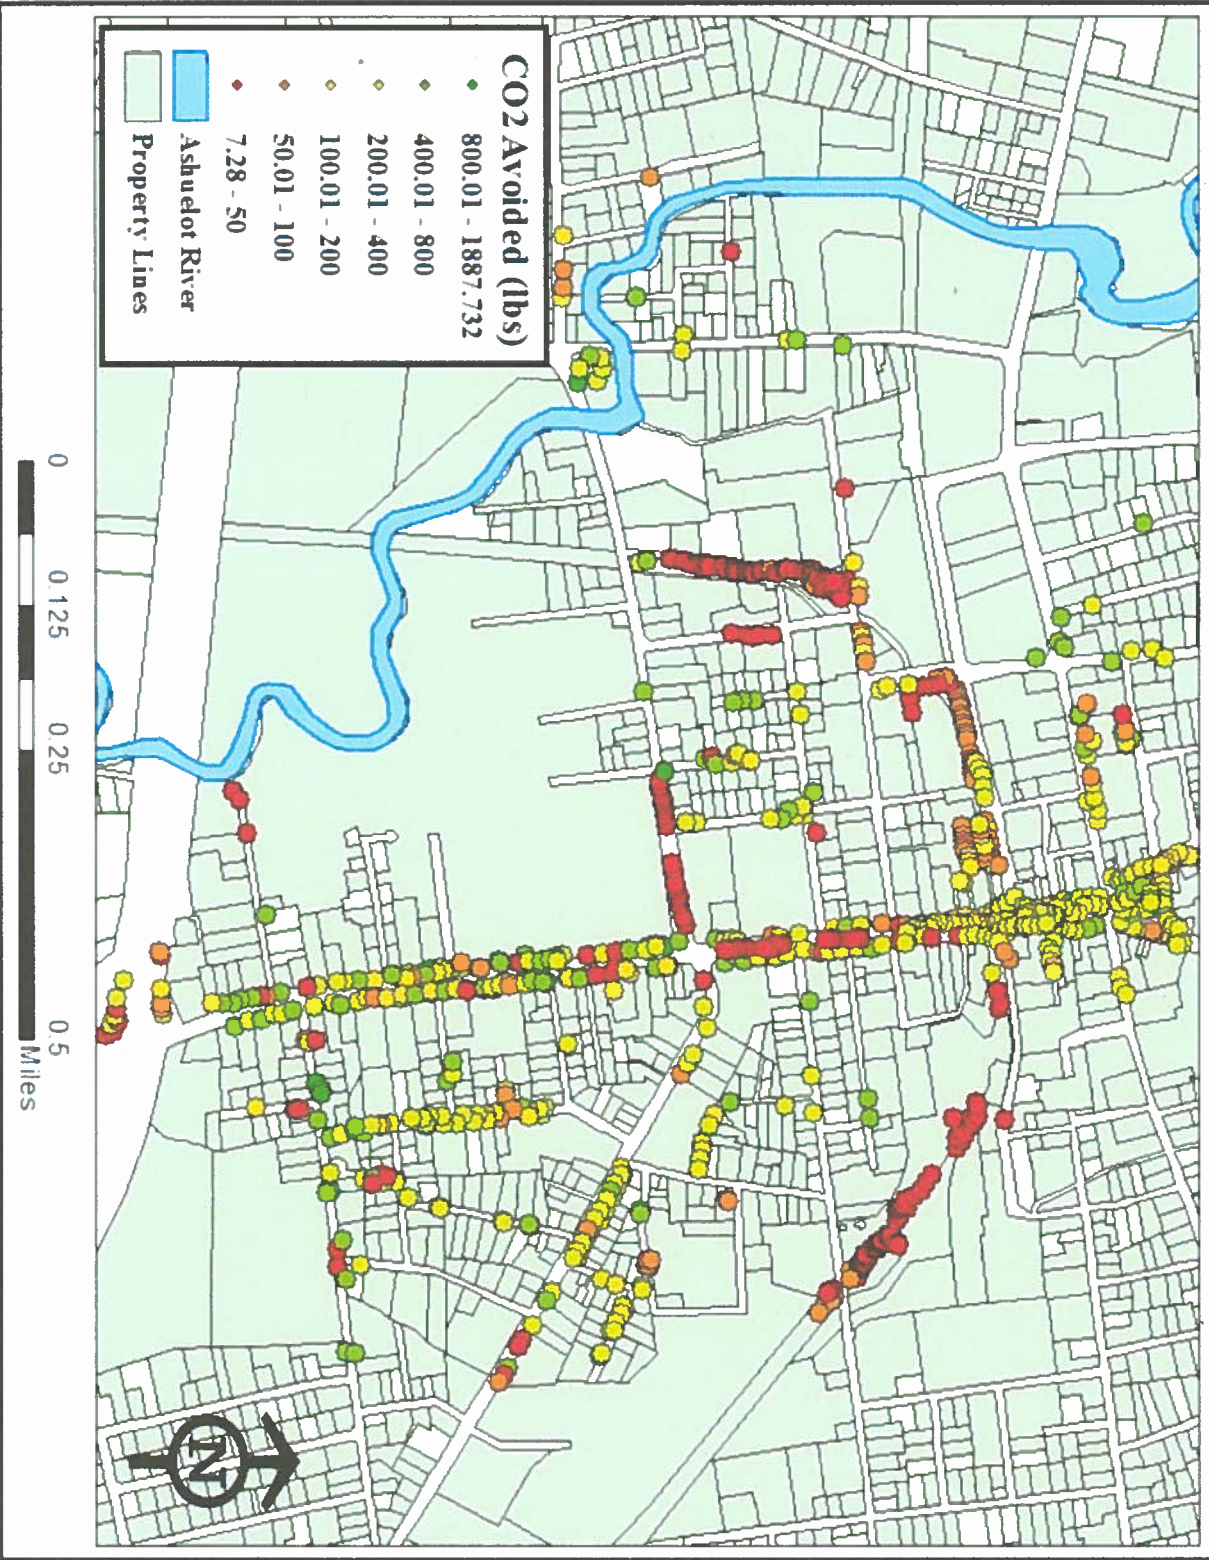 CO2 Avoided (lbs)
800.01 - 1887.732
400.01 - 800
200.01 - 400
100.01 - 200
50.01 - 100
7.28 - 50
Ashuelot River
Property Lines
0 0.125 0.25 0.5
Miles
N